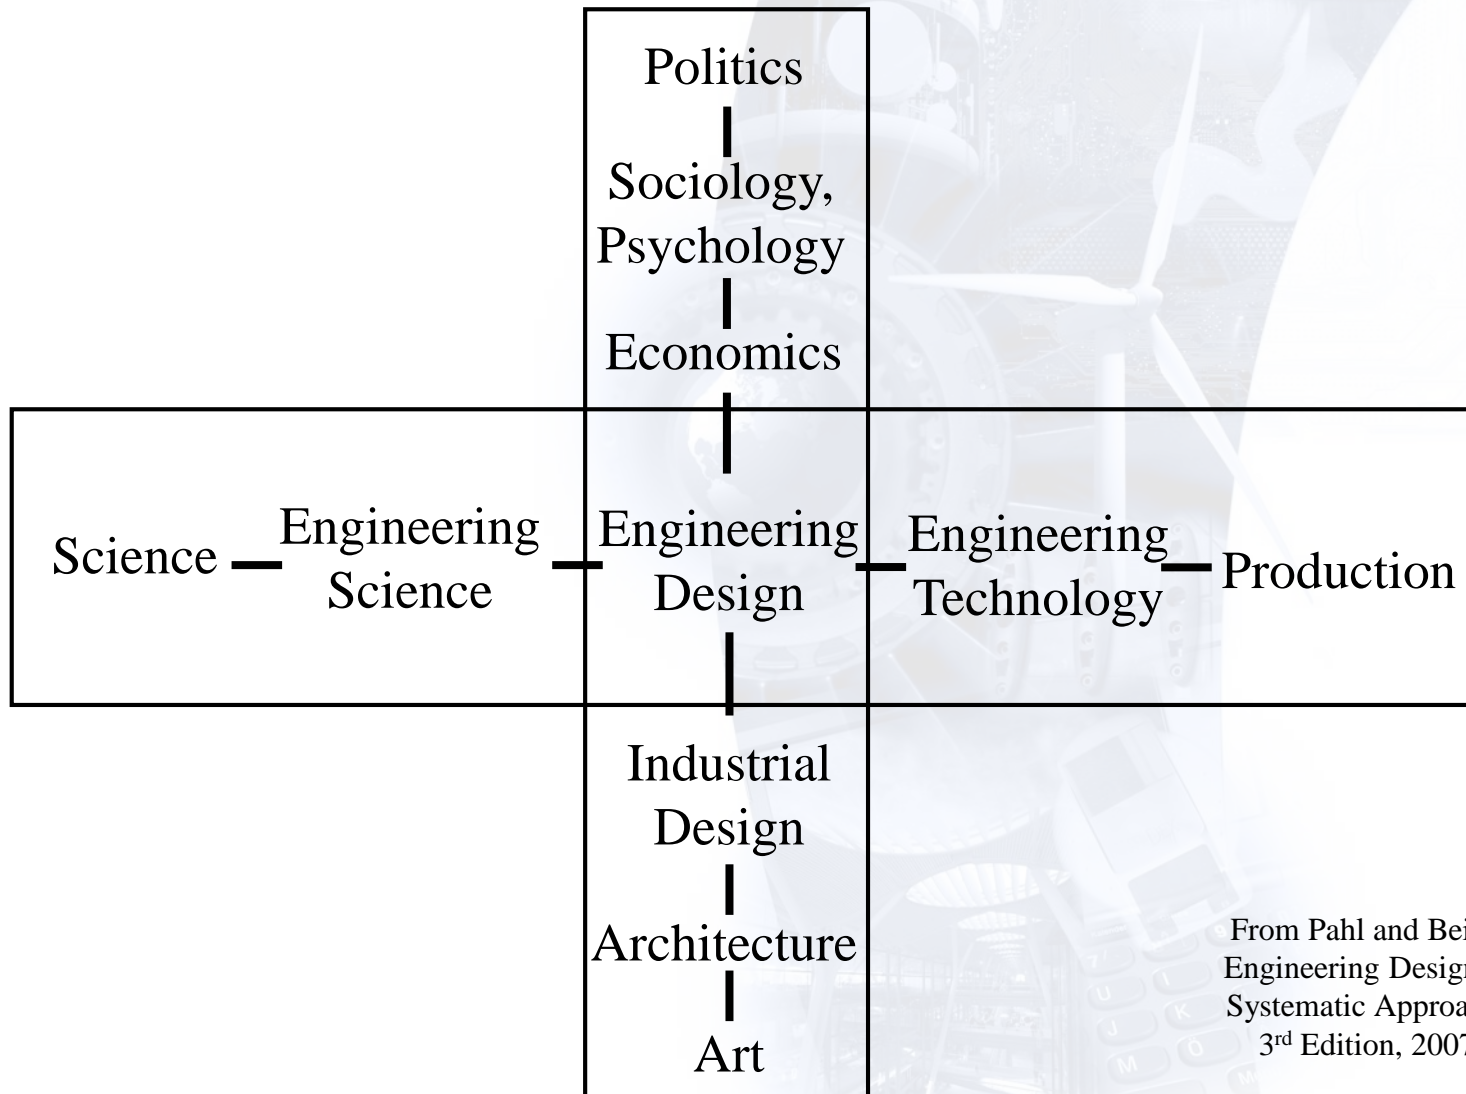 Politics
Sociology,
Psychology
Economics
Science
Engineering
Science
Engineering
Design
Engineering
Technology
Production
Industrial
Design
Architecture
Art
From Pahl and
Engineering
Systematic
3rd Edition, 2007